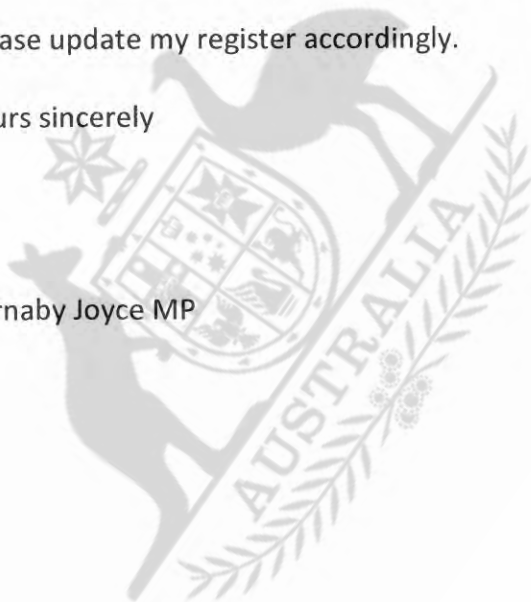 ase update my register accordingly.
urs sincerely
rnaby Joyce MP
AUSTRALIA